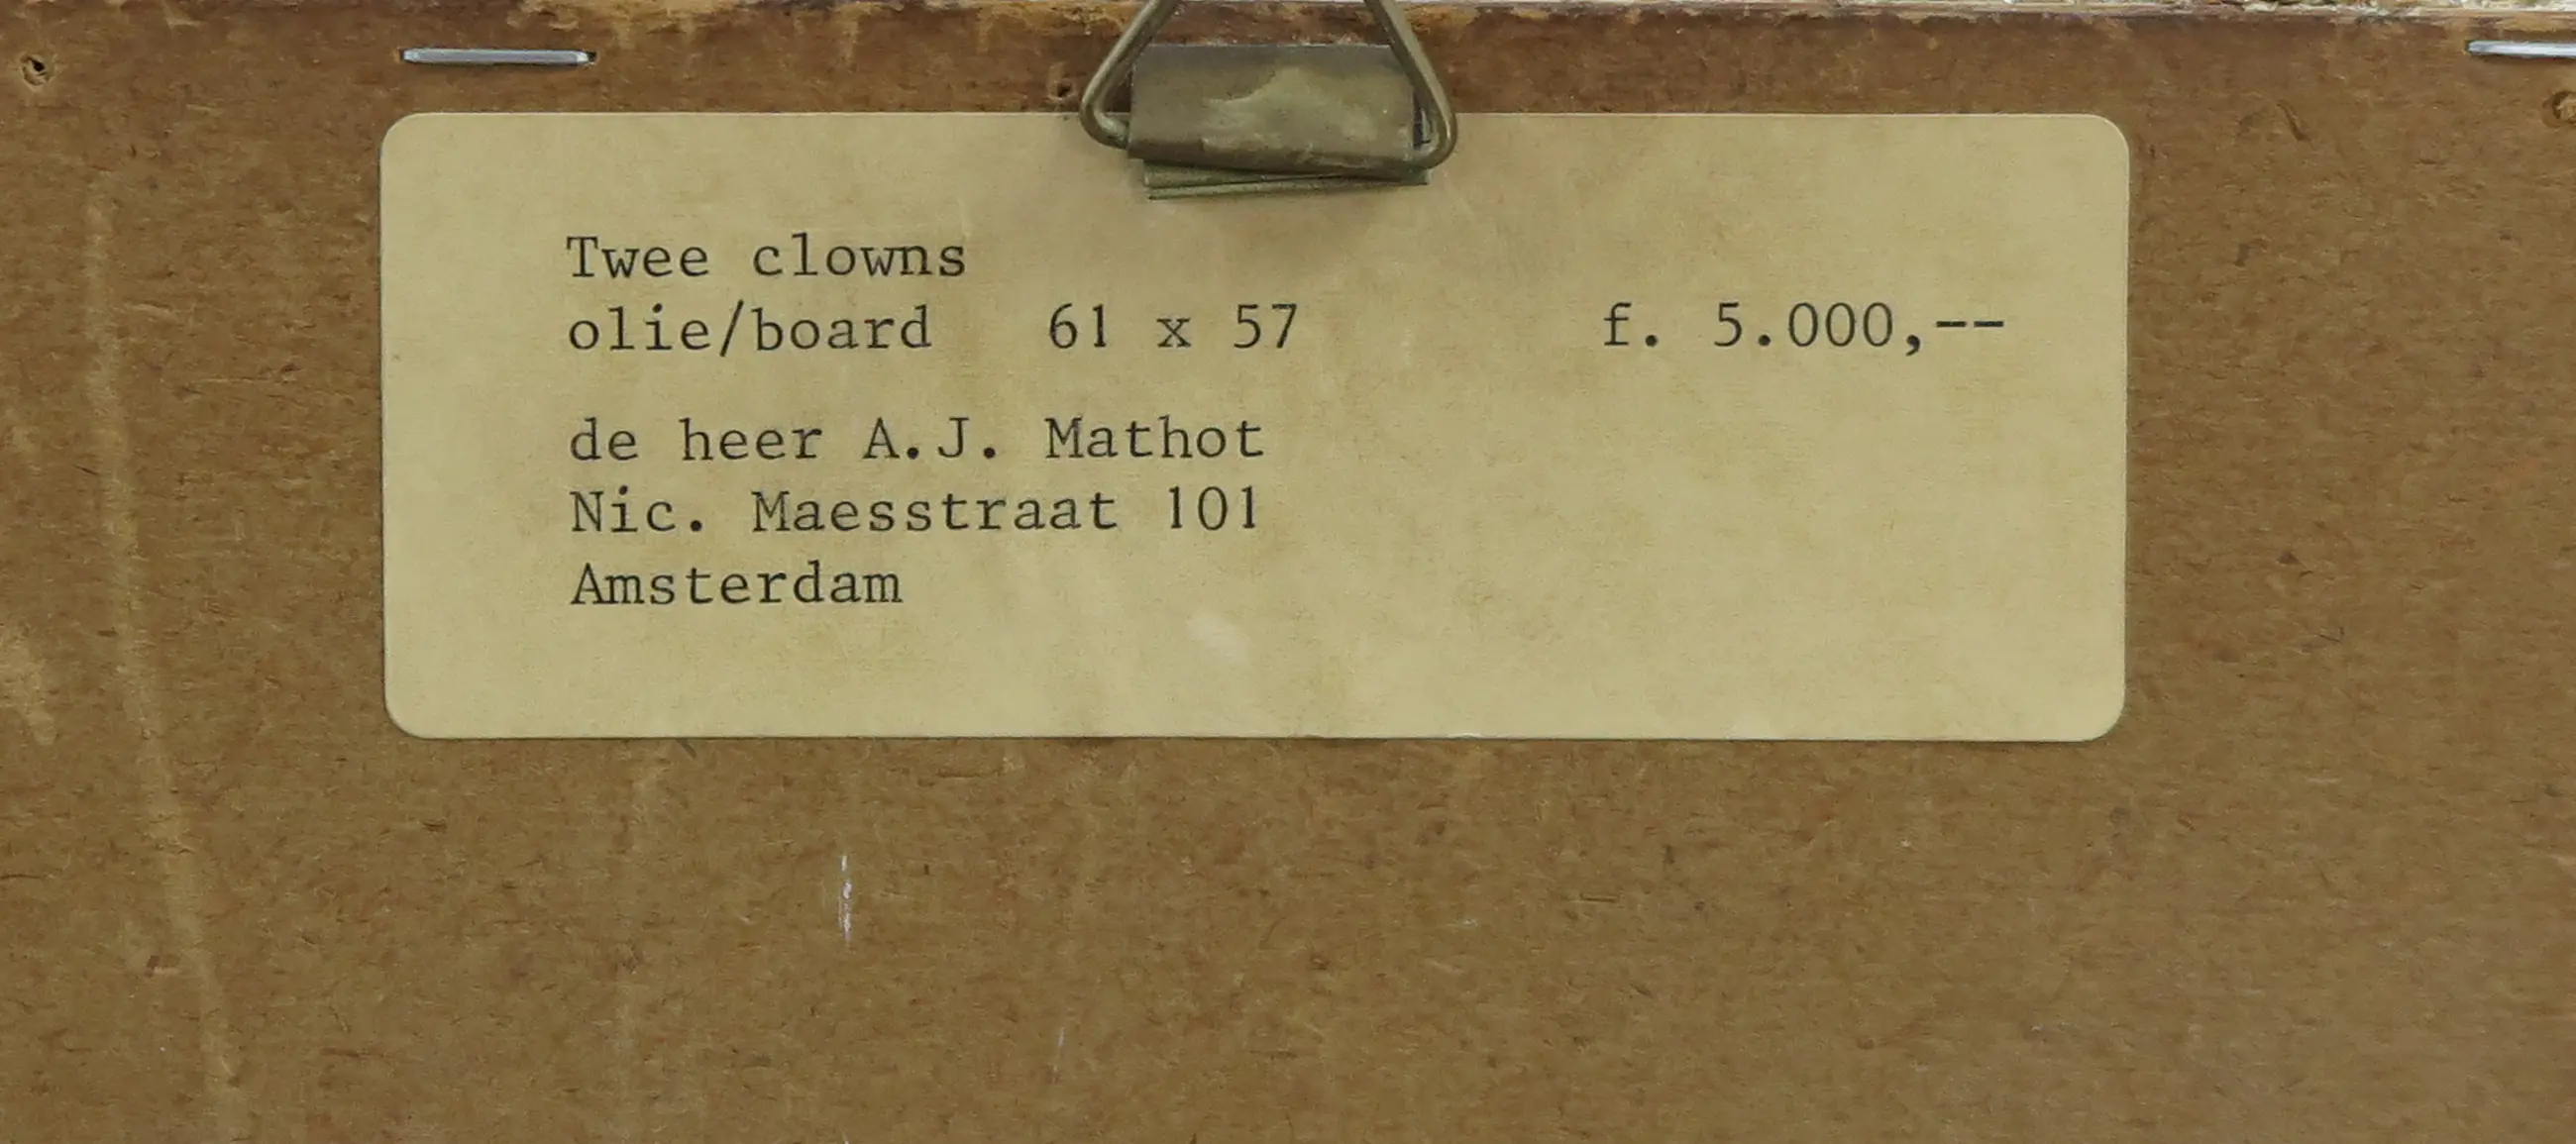 Twee clowns
olie/board 61 x 57 f. 5.000,--
de heer A.J. Mathot
Nic. Maesstraat 101
Amsterdam